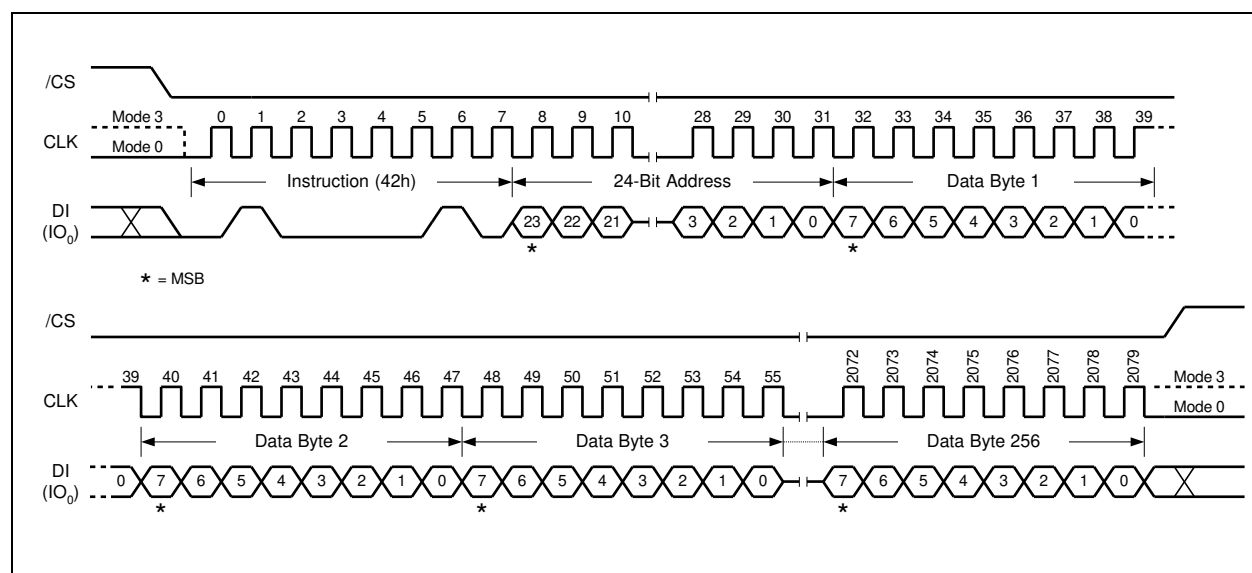 /CS
Mode 3
0 1 2 3 4 5 6 7 8 9 10 28 29 30 31 32 33 34 35 36 37 38 39
CLK
Mode 0
Instruction (42h) 24-Bit Address Data Byte 1
DI
(IO0)
23 22 21 3 2 1 0 7 6 5 4 3 2 1 0
* *
* = MSB
/CS
39 40 41 42 43 44 45 46 47 48 49 50 51 52 53 54 55 2072 2073 2074 2075 2076 2077 2078 2079
Mode 3
CLK
Mode 0
Data Byte 2 Data Byte 3 Data Byte 256
DI
(IO0)
0 7 6 5 4 3 2 1 0 7 6 5 4 3 2 1 0 7 6 5 4 3 2 1 0
* * *